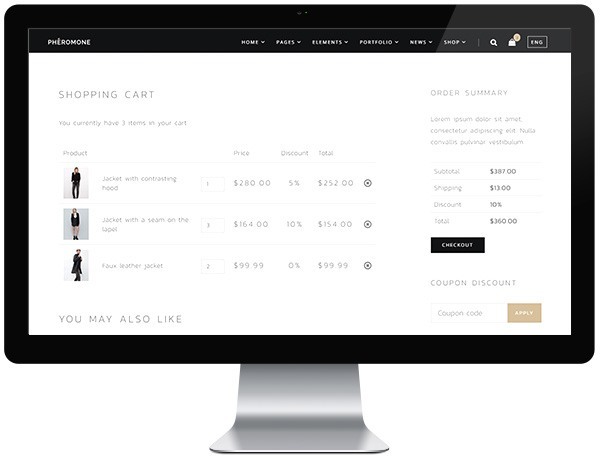 PHÈROMONE
HOME PAGES ELEMENTS PORTFOLIO NEWS SHOP ENG
SHOPPING CART
You currently have 3 items in your cart
Product Price Discount Total
Jacket with contrasting hood 1 $280.00 5% $252.00
Jacket with a seam on the lapel 3 $164.00 10% $154.00
Faux leather jacket 2 $99.99 0% $99.99
YOU MAY ALSO LIKE
ORDER SUMMARY
Lorem ipsum dolor sit amet,
consectetur adipiscing elit. Nulla
convallis pulvinar vestibulum
Subtotal $387.00
Shipping $13.00
Discount 10%
Total $360.00
CHECKOUT
COUPON DISCOUNT
Coupon code APPLY